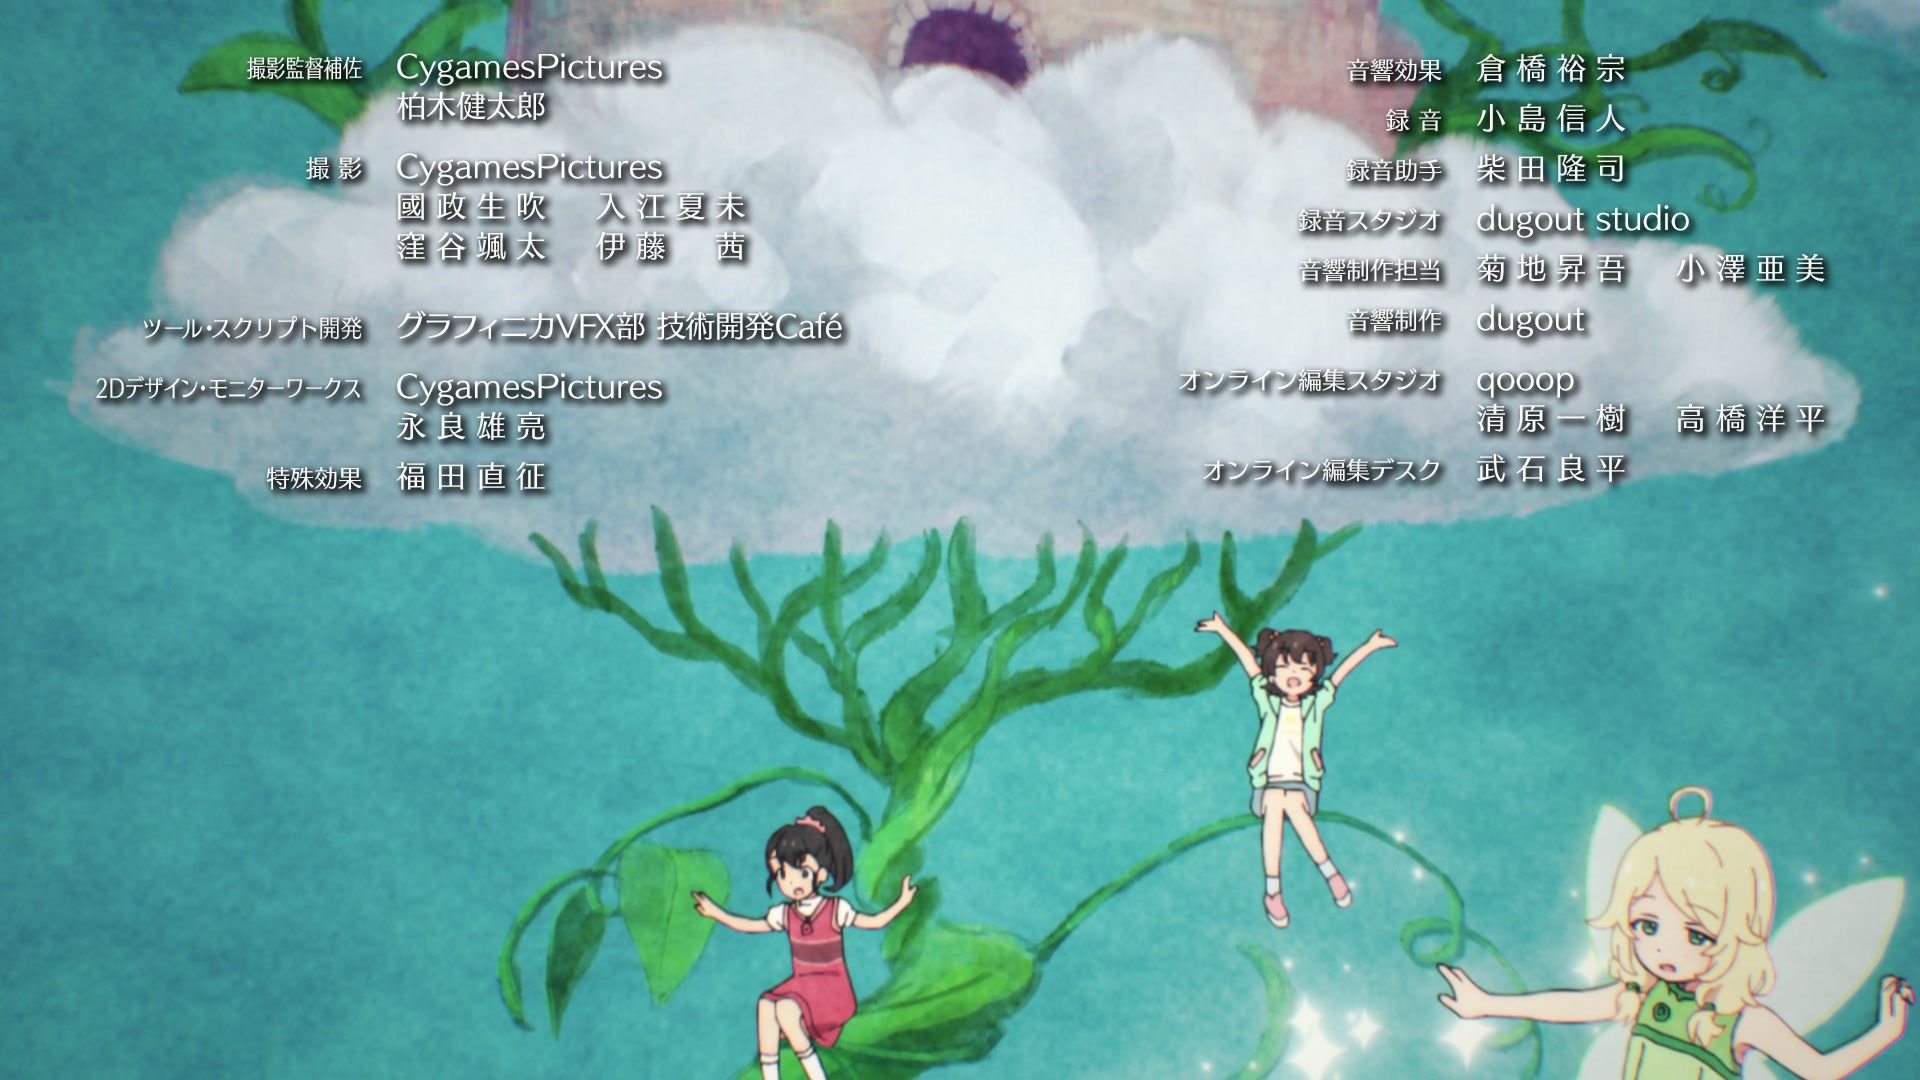 撮影監督補佐 CygamesPictures
柏木健太郎
撮影 CygamesPictures
國政生吹 入江夏未
窪谷颯太 伊藤茜
ツール・スクリプト開発 グラフィニカVFX部 技術開発Café
2Dデザイン・モニターワークス CygamesPictures
永良雄亮
特殊効果 福田直征
音響効果 倉橋裕宗
録音 小島信人
録音助手 柴田隆司
録音スタジオ dugout studio
音響制作担当 菊地昇吾 小澤亜美
音響制作 dugout
オンライン編集スタジオ qooop
清原一樹 高橋洋平
オンライン編集デスク 武石良平